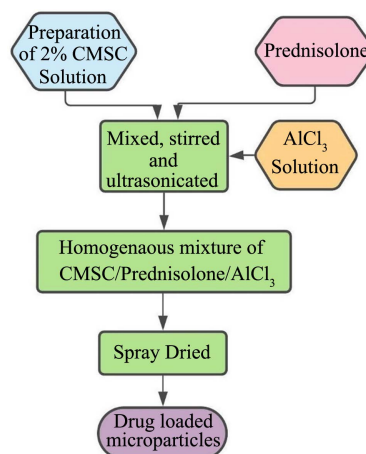 Preparation
of 2% CMSC
Solution
Prednisolone
Mixed, stirred
and
ultrasonicated
AlCl₃
Solution
Homogenaous mixture of
CMSC/Prednisolone/AlCl₃
Spray Dried
Drug loaded
microparticles